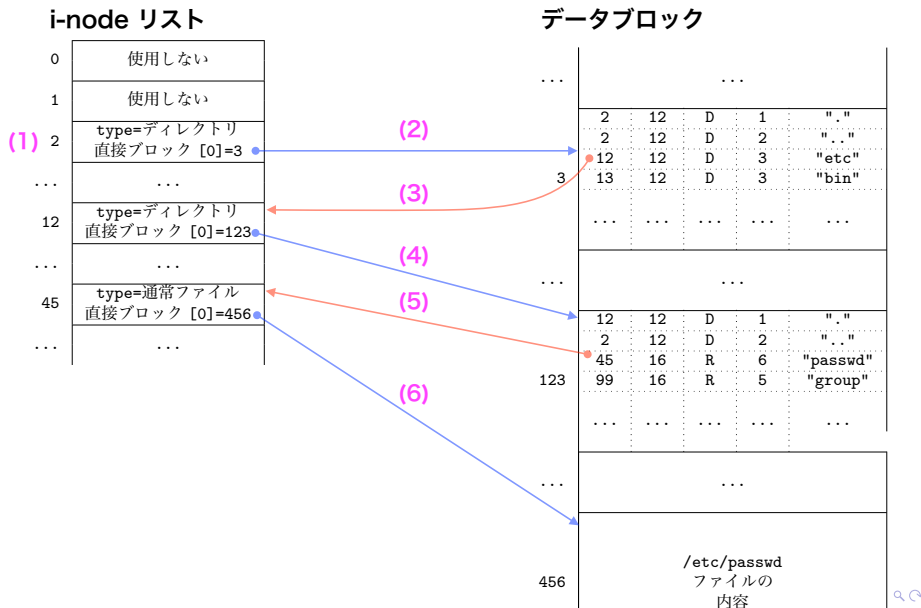 i-node リスト
データブロック
0 使用しない
1 使用しない
(1) 2 type=ディレクトリ
直接ブロック [0]=3
... ...
12 type=ディレクトリ
直接ブロック [0]=123
... ...
45 type=通常ファイル
直接ブロック [0]=456
... ...
(2)
(3)
(4)
(5)
(6)
... ...
2 12 D 1 "."
2 12 D 2 ".."
12 12 D 3 "etc"
3 13 12 D 3 "bin"
... ... ... ... ...
... ...
12 12 D 1 "."
2 12 D 2 ".."
45 16 R 6 "passwd"
123 99 16 R 5 "group"
... ... ... ... ...
... ...
/etc/passwd
456 ファイルの
内容